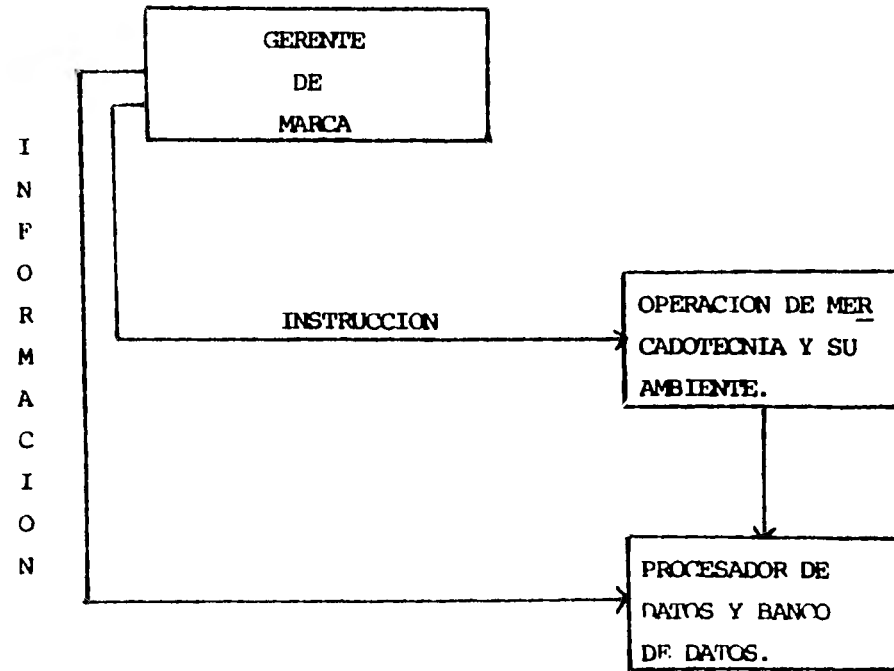 GERENTE
DE
MARCA
I
N
F
O
R
M
A
C
I
O
N
INSTRUCCION
OPERACION DE MER
CADOTECNIA Y SU
AMBIENTE.
PROCESADOR DE
DATOS Y BANCO
DE DATOS.